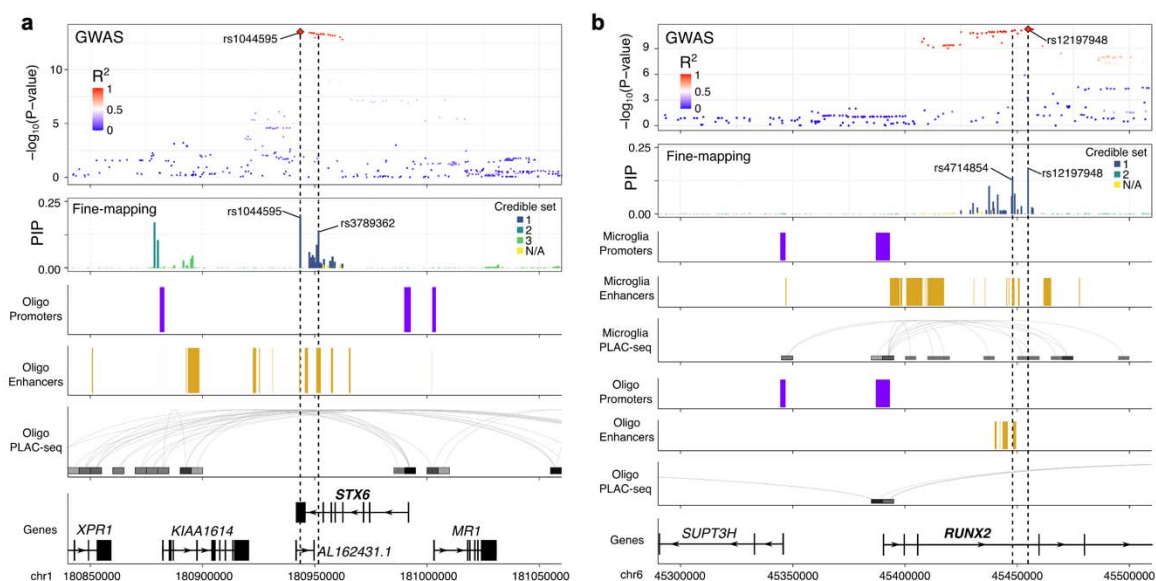 a
GWAS
rs1044595
R²
1
0.5
0
−log₁₀(P−value)
10
5
0
Fine-mapping
rs1044595
rs3789362
Credible set
1
2
3
N/A
PIP
0.25
0.00
Oligo
Promoters
Oligo
Enhancers
Oligo
PLAC-seq
Genes
STX6
XPR1
KIAA1614
AL162431.1
MR1
chr1
180850000
180900000
180950000
181000000
181050000
b
GWAS
rs12197948
R²
1
0.5
0
−log₁₀(P−value)
9
6
3
0
Fine-mapping
rs4714854
rs12197948
Credible set
1
2
N/A
PIP
0.25
0.00
Microglia
Promoters
Microglia
Enhancers
Microglia
PLAC-seq
Oligo
Promoters
Oligo
Enhancers
Oligo
PLAC-seq
Genes
SUPT3H
RUNX2
chr6
45300000
45350000
45400000
45450000
45500000